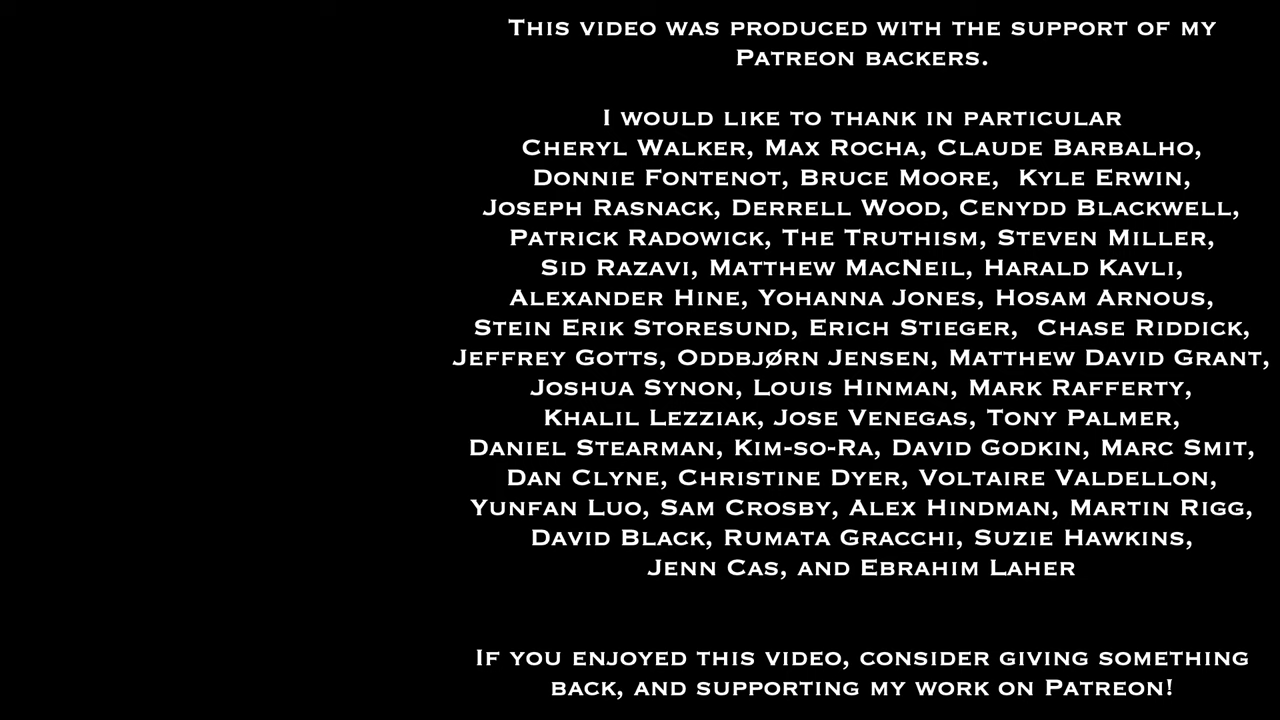 This video was produced with the support of my
Patreon backers.
I would like to thank in particular
Cheryl Walker, Max Rocha, Claude Barbalho,
Donnie Fontenot, Bruce Moore, Kyle Erwin,
Joseph Rasnack, Derrell Wood, Cenydd Blackwell,
Patrick Radowick, The Truthism, Steven Miller,
Sid Razavi, Matthew MacNeil, Harald Kavli,
Alexander Hine, Yohanna Jones, Hosam Arnous,
Stein Erik Storesund, Erich Stieger, Chase Riddick,
Jeffrey Gotts, Oddbjørn Jensen, Matthew David Grant,
Joshua Synon, Louis Hinman, Mark Rafferty,
Khalil Lezziak, Jose Venegas, Tony Palmer,
Daniel Stearman, Kim-so-Ra, David Godkin, Marc Smit,
Dan Clyne, Christine Dyer, Voltaire Valdellon,
Yunfan Luo, Sam Crosby, Alex Hindman, Martin Rigg,
David Black, Rumata Gracchi, Suzie Hawkins,
Jenn Cas, and Ebrahim Laher
If you enjoyed this video, consider giving something
back, and supporting my work on Patreon!